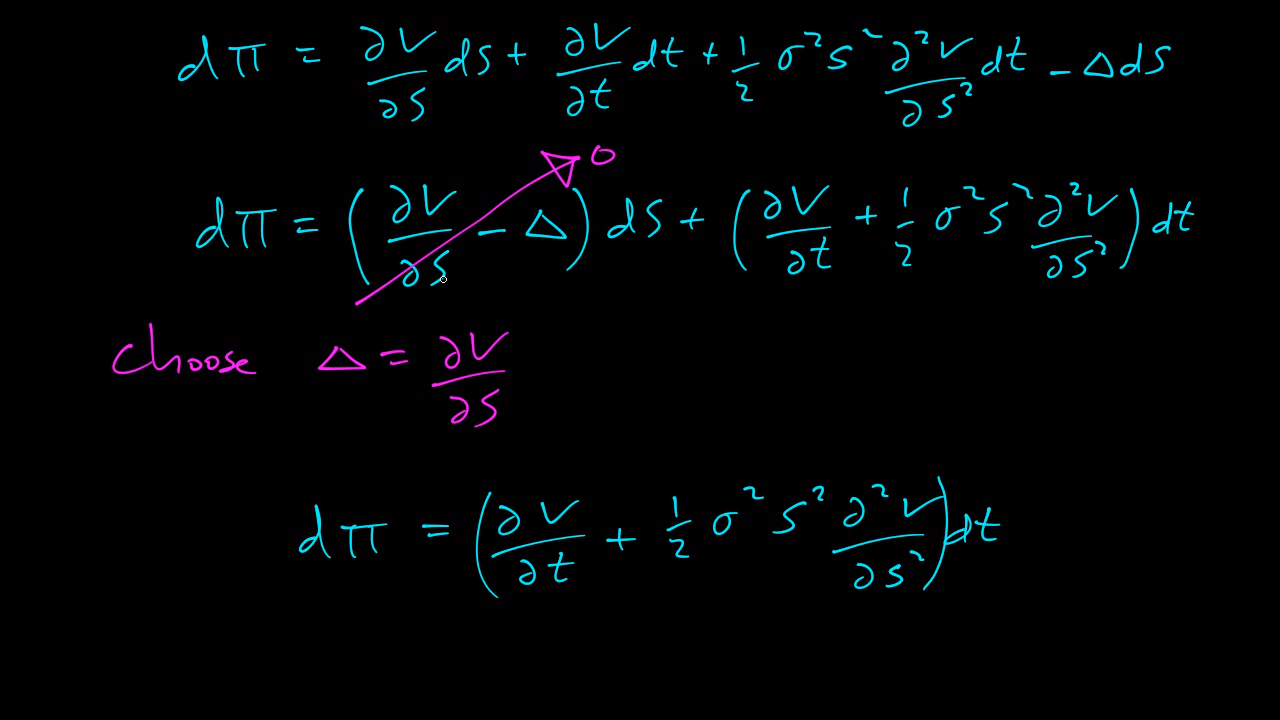 dΠ = ∂V/∂S dS + ∂V/∂t dt + 1/2 σ²S² ∂²V/∂S² dt - ΔdS
0
dΠ = (∂V/∂S - Δ) dS + (∂V/∂t + 1/2 σ²S² ∂²V/∂S²) dt
Choose Δ = ∂V/∂S
dΠ = (∂V/∂t + 1/2 σ²S² ∂²V/∂S²) dt